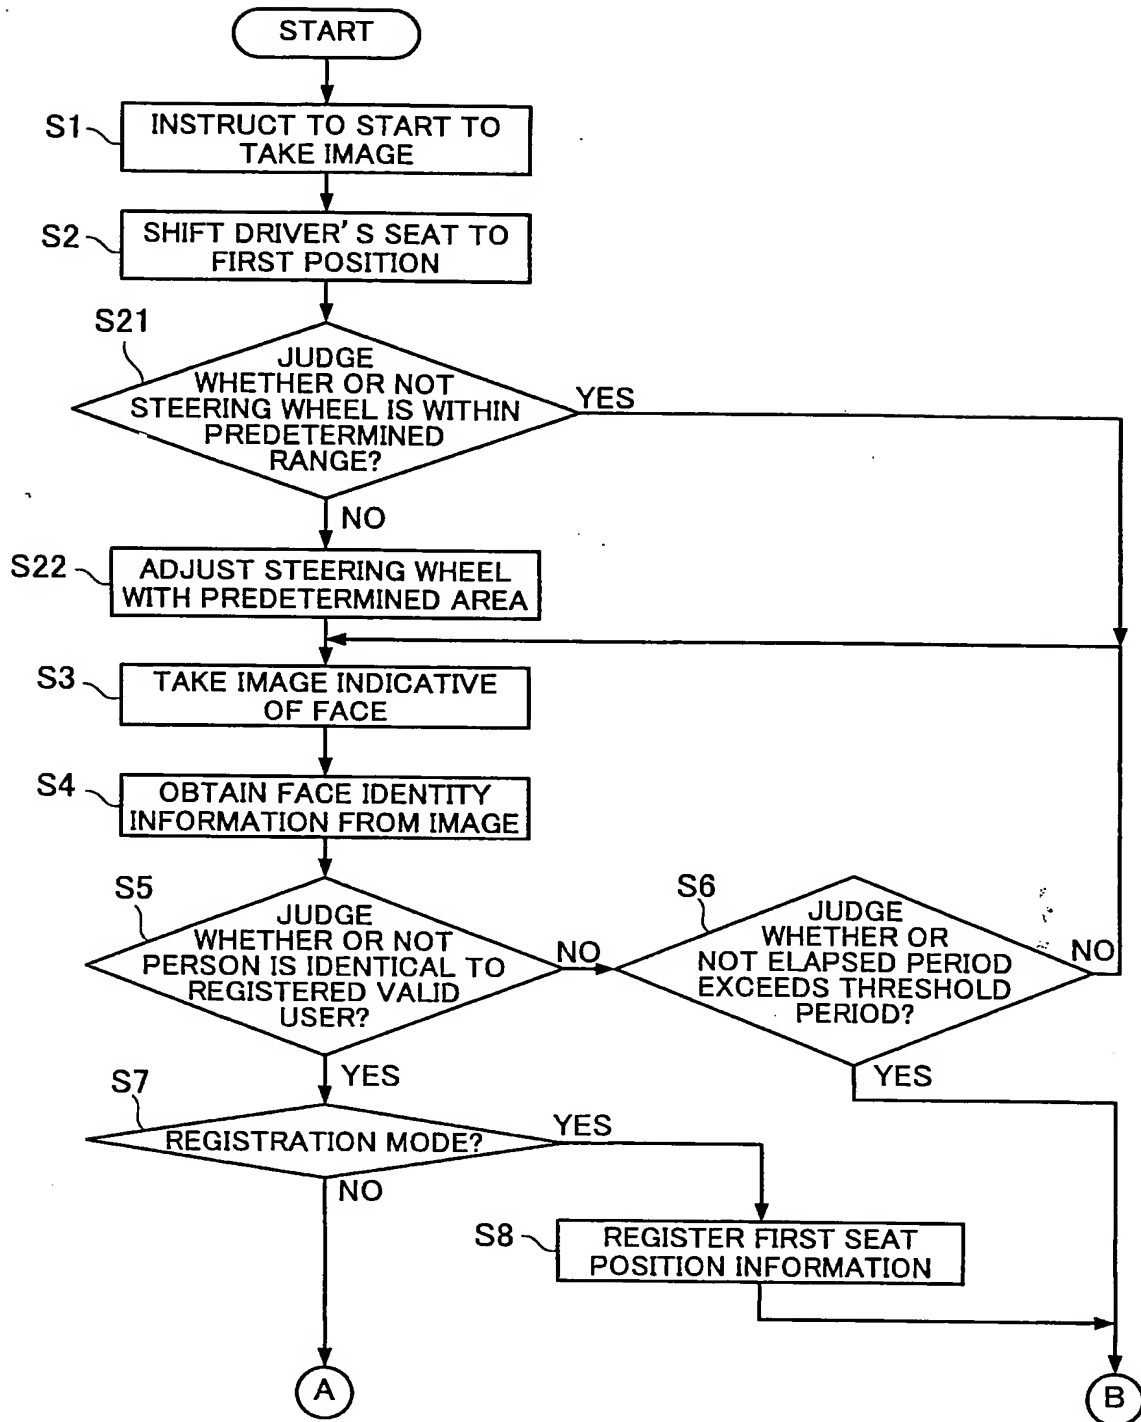 START
S1
INSTRUCT TO START TO
TAKE IMAGE
S2
SHIFT DRIVER'S SEAT TO
FIRST POSITION
S21
JUDGE
WHETHER OR NOT
STEERING WHEEL IS WITHIN
PREDETERMINED
RANGE?
YES
NO
S22
ADJUST STEERING WHEEL
WITH PREDETERMINED AREA
S3
TAKE IMAGE INDICATIVE
OF FACE
S4
OBTAIN FACE IDENTITY
INFORMATION FROM IMAGE
S5
JUDGE
WHETHER OR NOT
PERSON IS IDENTICAL TO
REGISTERED VALID
USER?
NO
YES
S6
JUDGE
WHETHER OR
NOT ELAPSED PERIOD
EXCEEDS THRESHOLD
PERIOD?
NO
YES
S7
REGISTRATION MODE?
YES
NO
S8
REGISTER FIRST SEAT
POSITION INFORMATION
A
B